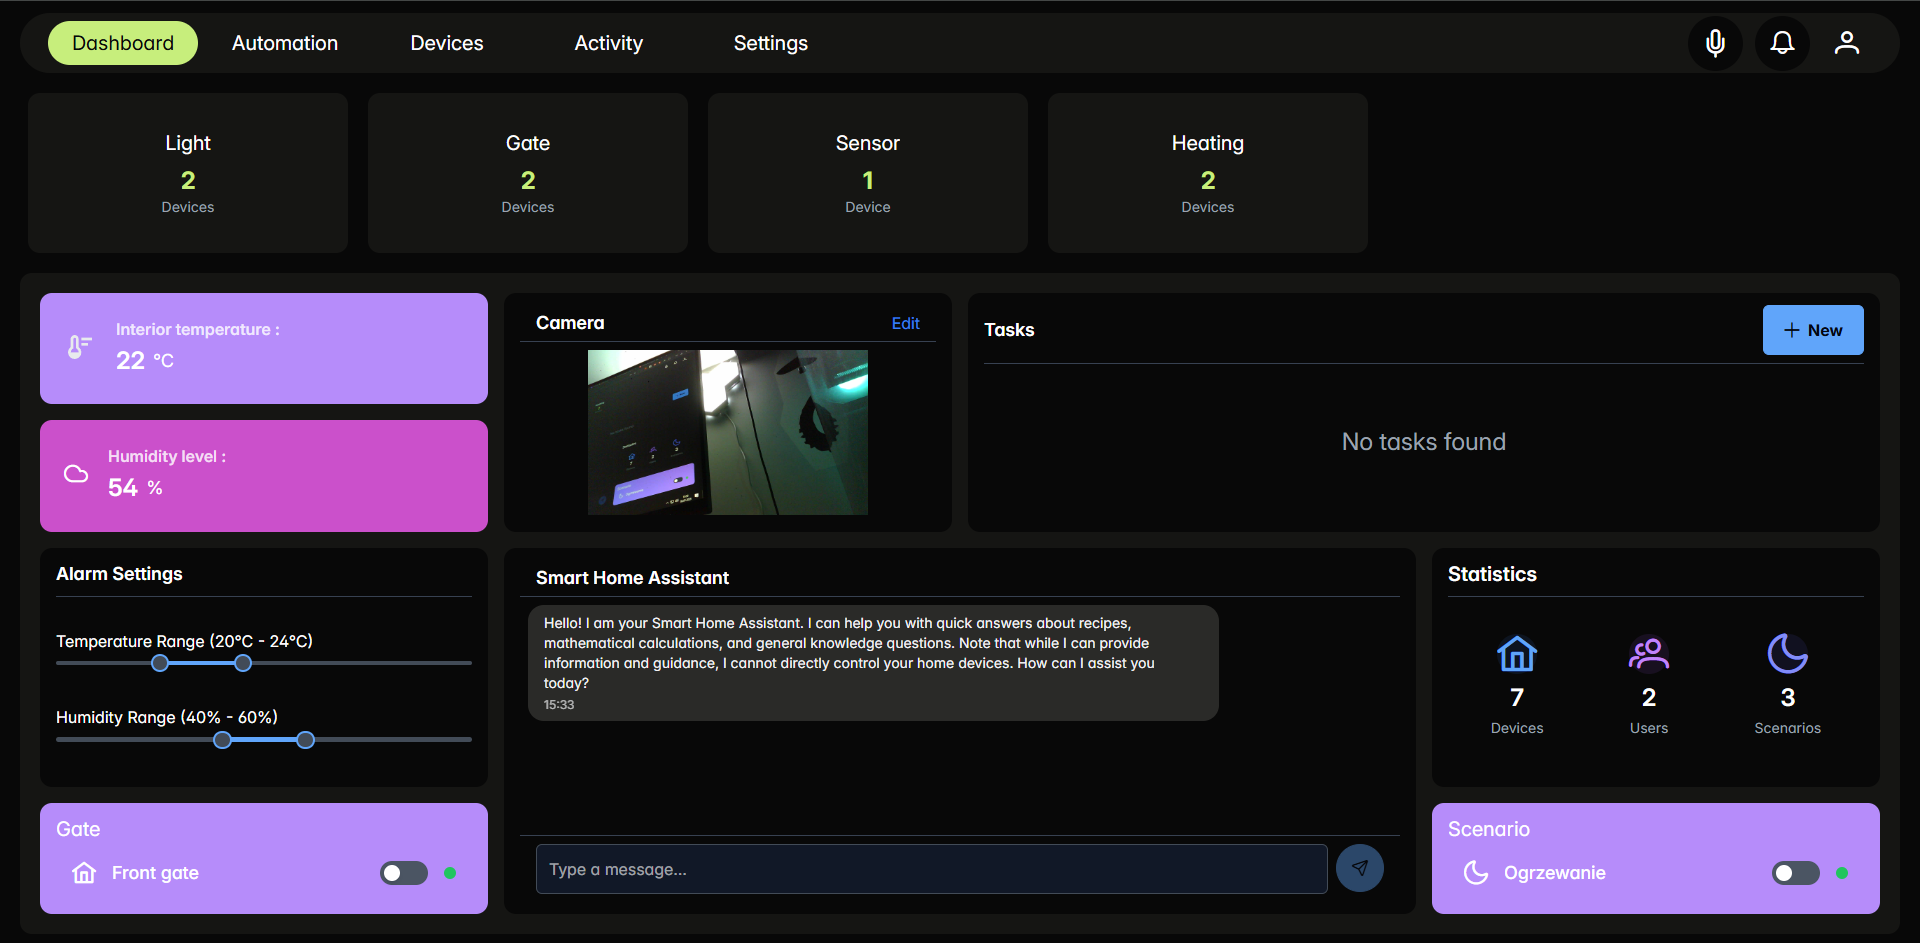 Dashboard
Automation
Devices
Activity
Settings
Light
2
Devices
Gate
2
Devices
Sensor
1
Device
Heating
2
Devices
Interior temperature :
22 °C
Humidity level :
54 %
Camera
Edit
Tasks
New
No tasks found
Alarm Settings
Temperature Range (20°C - 24°C)
Humidity Range (40% - 60%)
Smart Home Assistant
Hello! I am your Smart Home Assistant. I can help you with quick answers about recipes,
mathematical calculations, and general knowledge questions. Note that while I can provide
information and guidance, I cannot directly control your home devices. How can I assist you
today?
15:33
Type a message...
Statistics
7
Devices
2
Users
3
Scenarios
Gate
Front gate
Scenario
Ogrzewanie